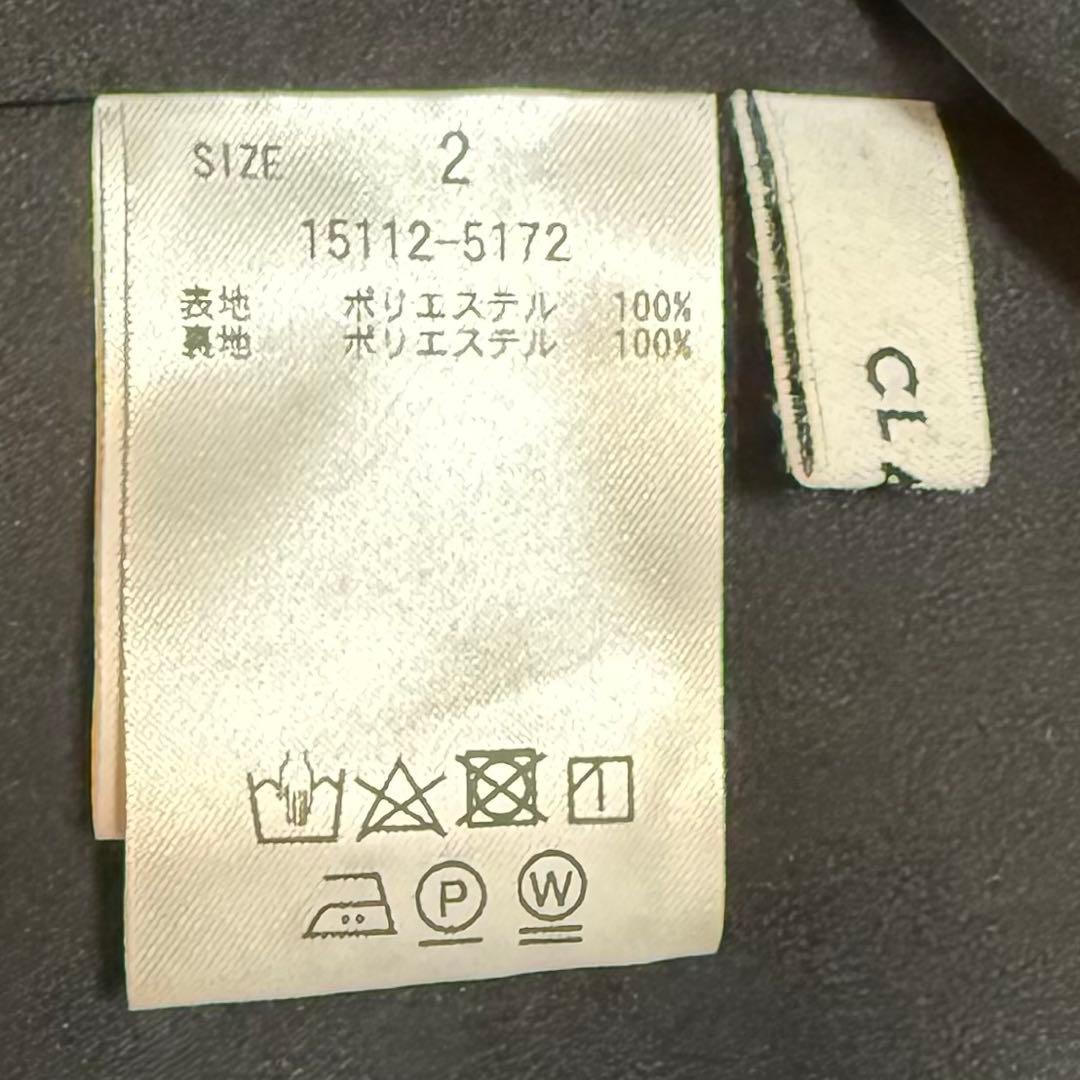 SIZE 2
15112-5172
表地 ポリエステル 100%
裏地 ポリエステル 100%
P W
CL